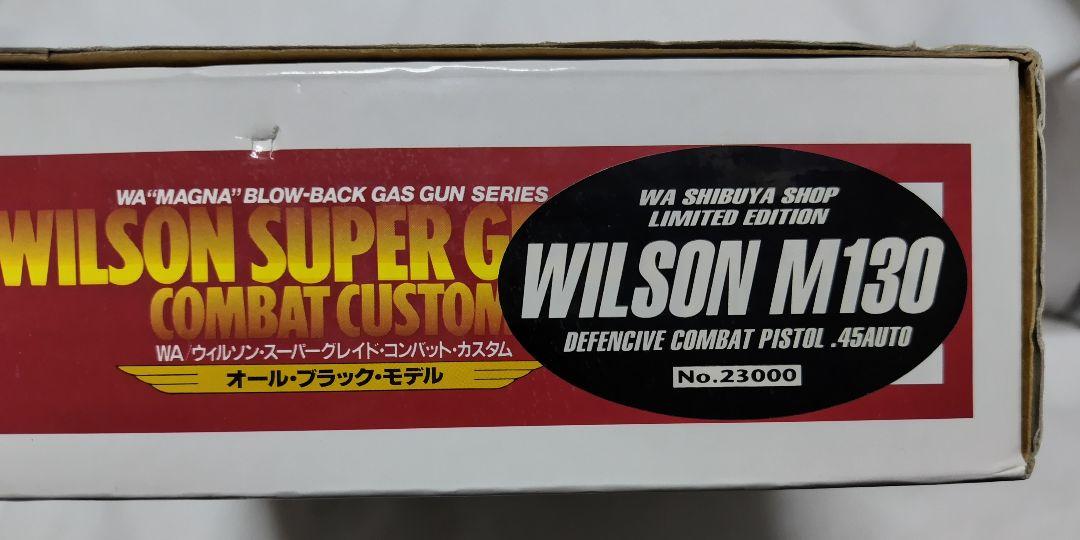 WA "MAGNA" BLOW-BACK GAS GUN SERIES
WILSON SUPER G
COMBAT CUSTOM
WA/ウィルソン・スーパーグレイド・コンバット・カスタム
オール・ブラック・モデル
WA SHIBUYA SHOP
LIMITED EDITION
WILSON M130
DEFENCIVE COMBAT PISTOL .45AUTO
No.23000